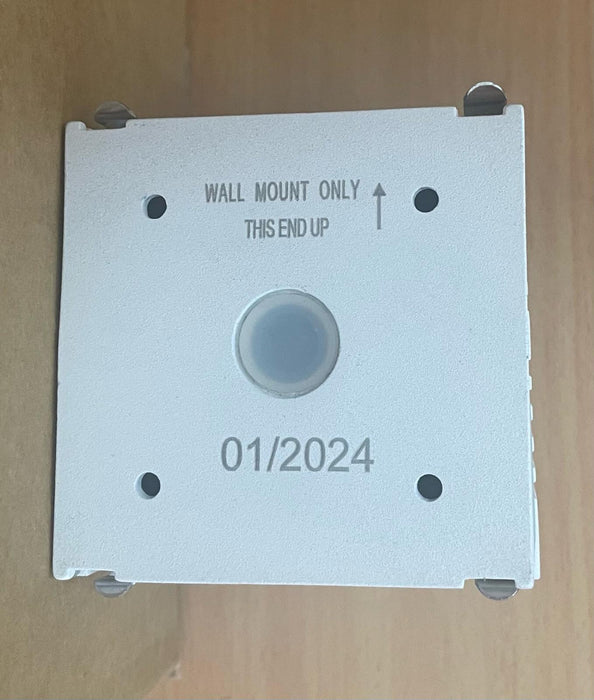 WALL MOUNT ONLY
THIS END UP
01/2024